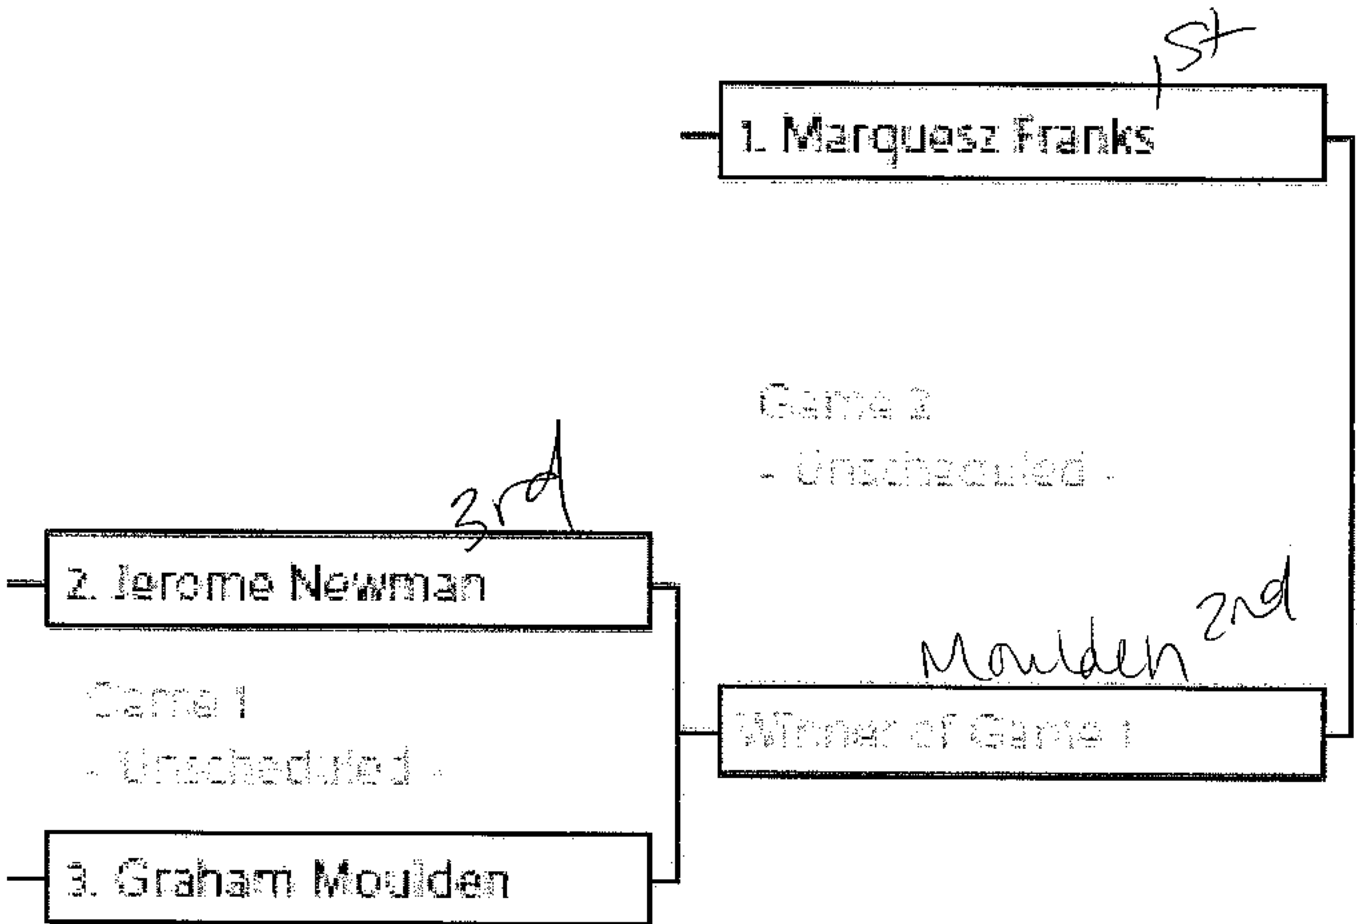 1st
1. Marquesz Franks
Game 2
- Unscheduled -
3rd
2. Jerome Newman
Moulden 2nd
Game 1
- Unscheduled -
Winner of Game 1
3. Graham Moulden